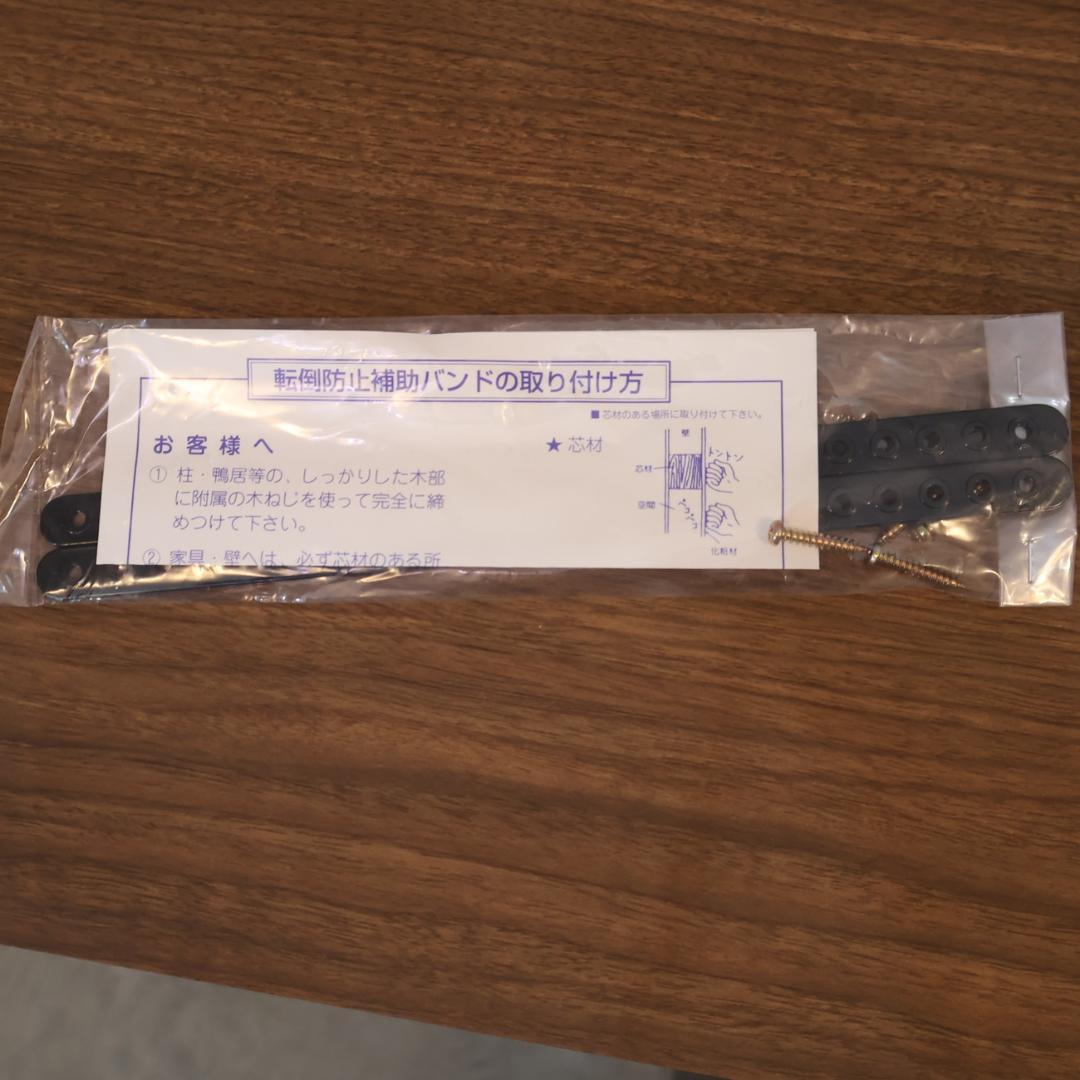 転倒防止補助バンドの取り付け方
■芯材のある場所に取り付けて下さい。
お客様へ
① 柱・鴨居等の、しっかりした木部
に附属の木ねじを使って完全に締
めつけて下さい。
② 家具・壁へは、必ず芯材のある所
★芯材
壁
芯材
トントン
空間
ペコペコ
化粧材